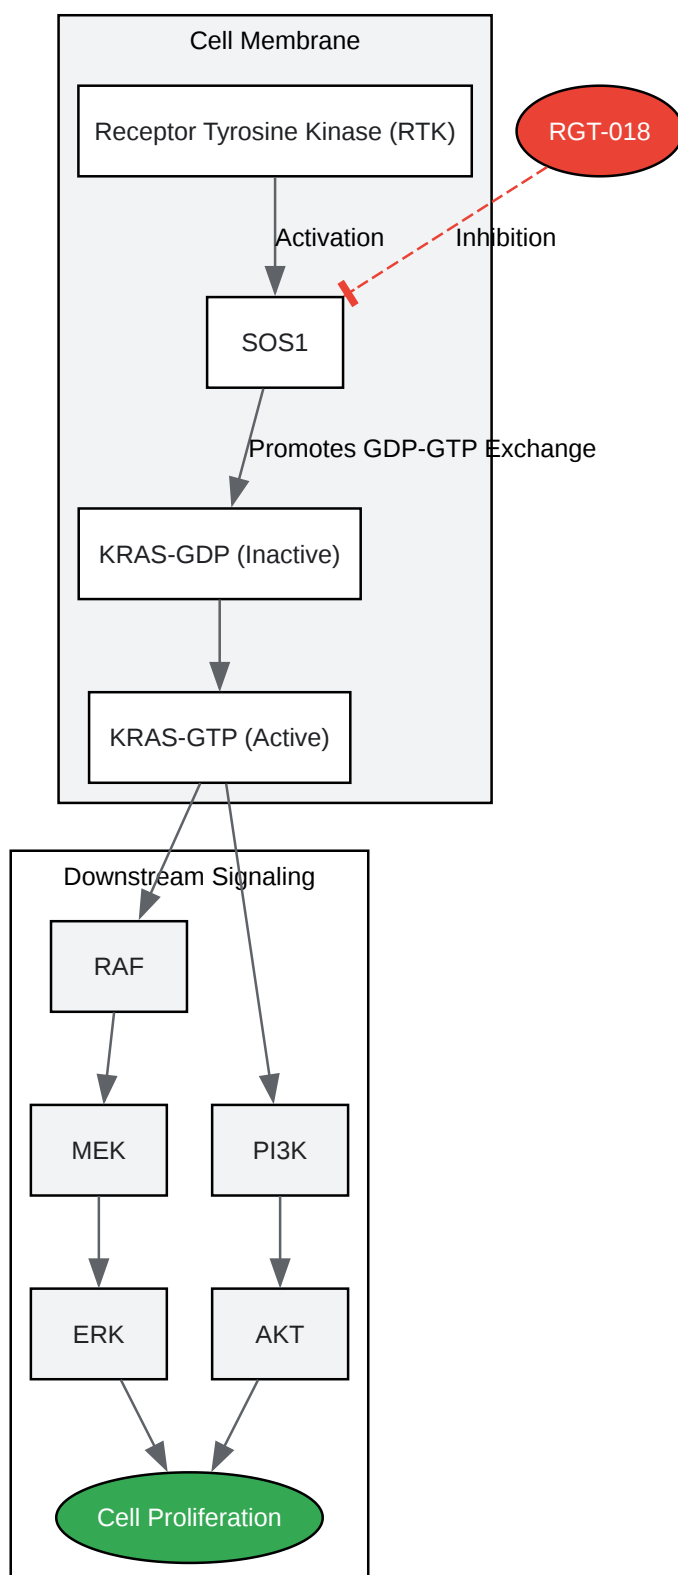 Cell Membrane
Receptor Tyrosine Kinase (RTK)
RGT-018
Activation
Inhibition
SOS1
Promotes GDP-GTP Exchange
KRAS-GDP (Inactive)
KRAS-GTP (Active)
Downstream Signaling
RAF
MEK
PI3K
ERK
AKT
Cell Proliferation